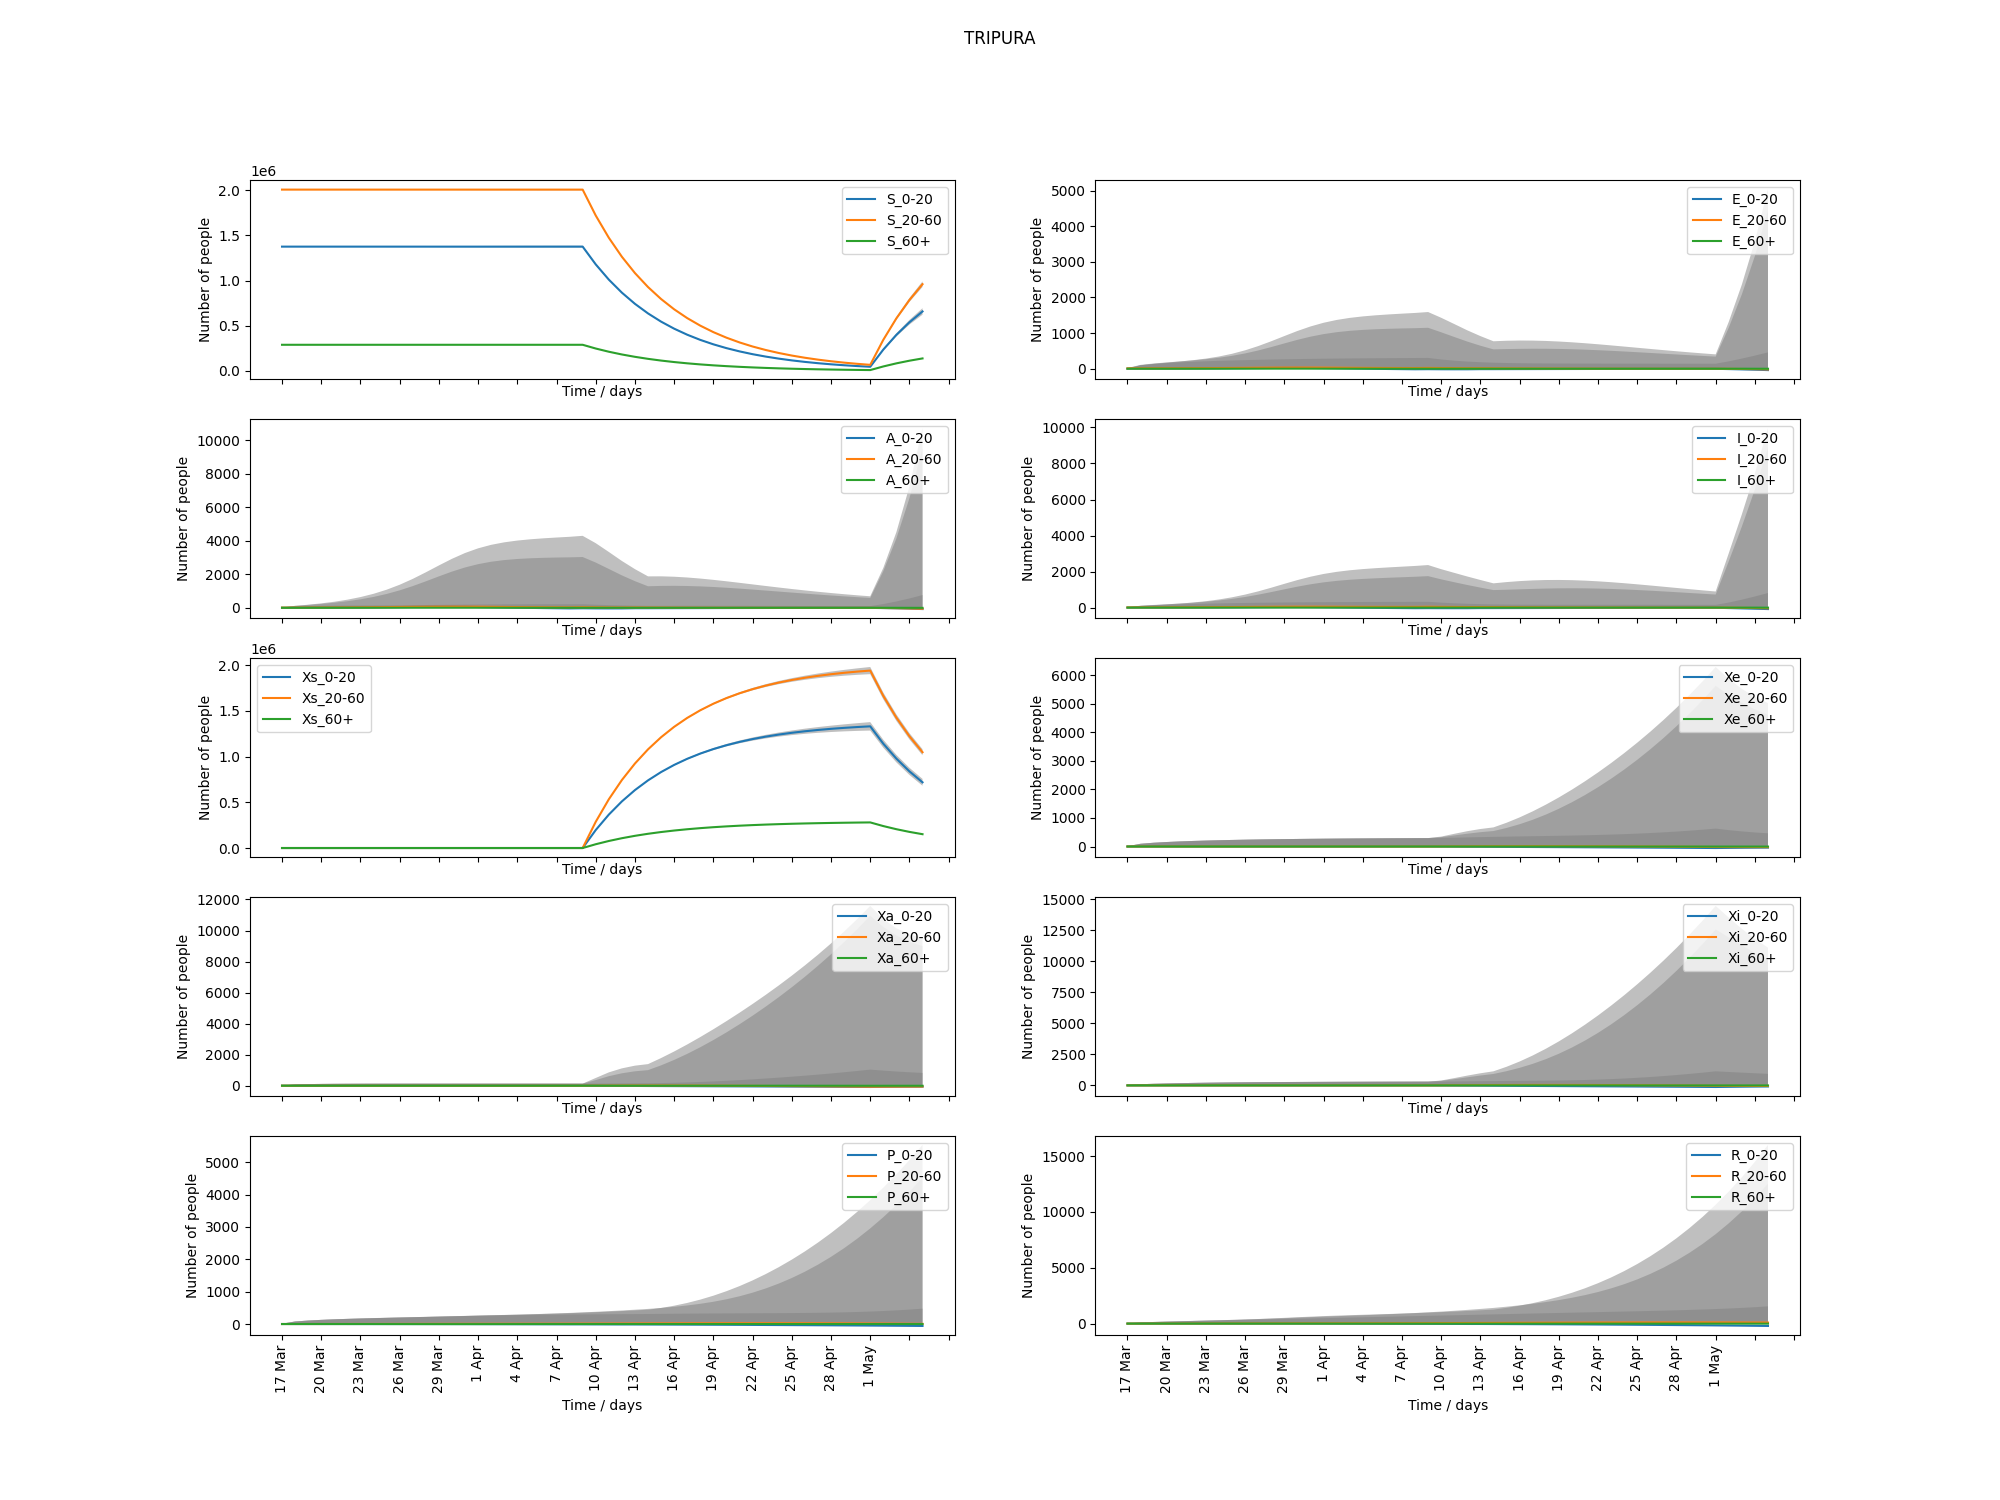 TRIPURA
1e6
2.0
1.5
1.0
0.5
0.0
Number of people
Time / days
S_0-20
S_20-60
S_60+
5000
4000
3000
2000
1000
0
Number of people
Time / days
E_0-20
E_20-60
E_60+
10000
8000
6000
4000
2000
0
Number of people
Time / days
A_0-20
A_20-60
A_60+
10000
8000
6000
4000
2000
0
Number of people
Time / days
I_0-20
I_20-60
I_60+
1e6
2.0
1.5
1.0
0.5
0.0
Number of people
Time / days
Xs_0-20
Xs_20-60
Xs_60+
6000
5000
4000
3000
2000
1000
0
Number of people
Time / days
Xe_0-20
Xe_20-60
Xe_60+
12000
10000
8000
6000
4000
2000
0
Number of people
Time / days
Xa_0-20
Xa_20-60
Xa_60+
15000
12500
10000
7500
5000
2500
0
Number of people
Time / days
Xi_0-20
Xi_20-60
Xi_60+
5000
4000
3000
2000
1000
0
Number of people
P_0-20
P_20-60
P_60+
17 Mar
20 Mar
23 Mar
26 Mar
29 Mar
1 Apr
4 Apr
7 Apr
10 Apr
13 Apr
16 Apr
19 Apr
22 Apr
25 Apr
28 Apr
1 May
Time / days
15000
10000
5000
0
Number of people
R_0-20
R_20-60
R_60+
17 Mar
20 Mar
23 Mar
26 Mar
29 Mar
1 Apr
4 Apr
7 Apr
10 Apr
13 Apr
16 Apr
19 Apr
22 Apr
25 Apr
28 Apr
1 May
Time / days